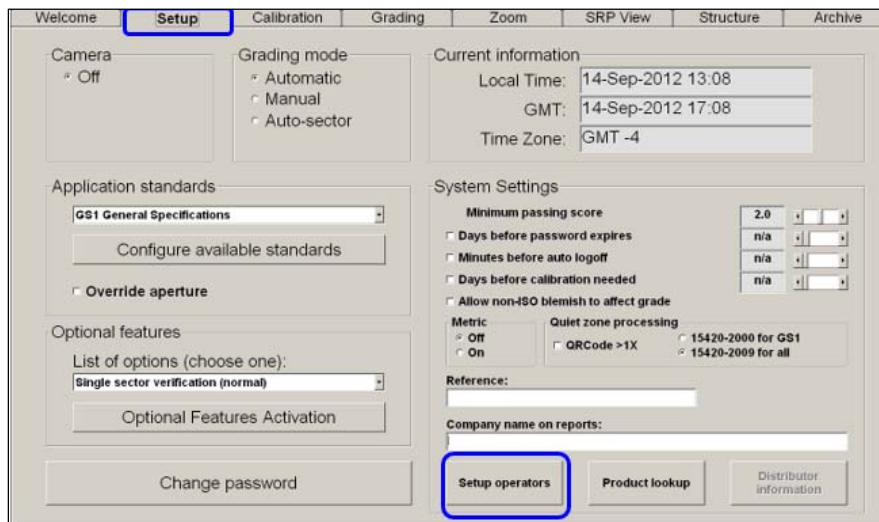 Welcome Setup Calibration Grading Zoom SRP View Structure Archive
Camera
Off
Grading mode
Automatic
Manual
Auto-sector
Current information
Local Time: 14-Sep-2012 13:08
GMT: 14-Sep-2012 17:08
Time Zone: GMT -4
Application standards
GS1 General Specifications
Configure available standards
Override aperture
Optional features
List of options (choose one):
Single sector verification (normal)
Optional Features Activation
Change password
System Settings
Minimum passing score 2.0
Days before password expires n/a
Minutes before auto logoff n/a
Days before calibration needed n/a
Allow non-ISO blemish to affect grade
Metric
Off
On
Quiet zone processing
QRCode >1X
15420-2000 for GS1
15420-2009 for all
Reference:
Company name on reports:
Setup operators
Product lookup
Distributor
information